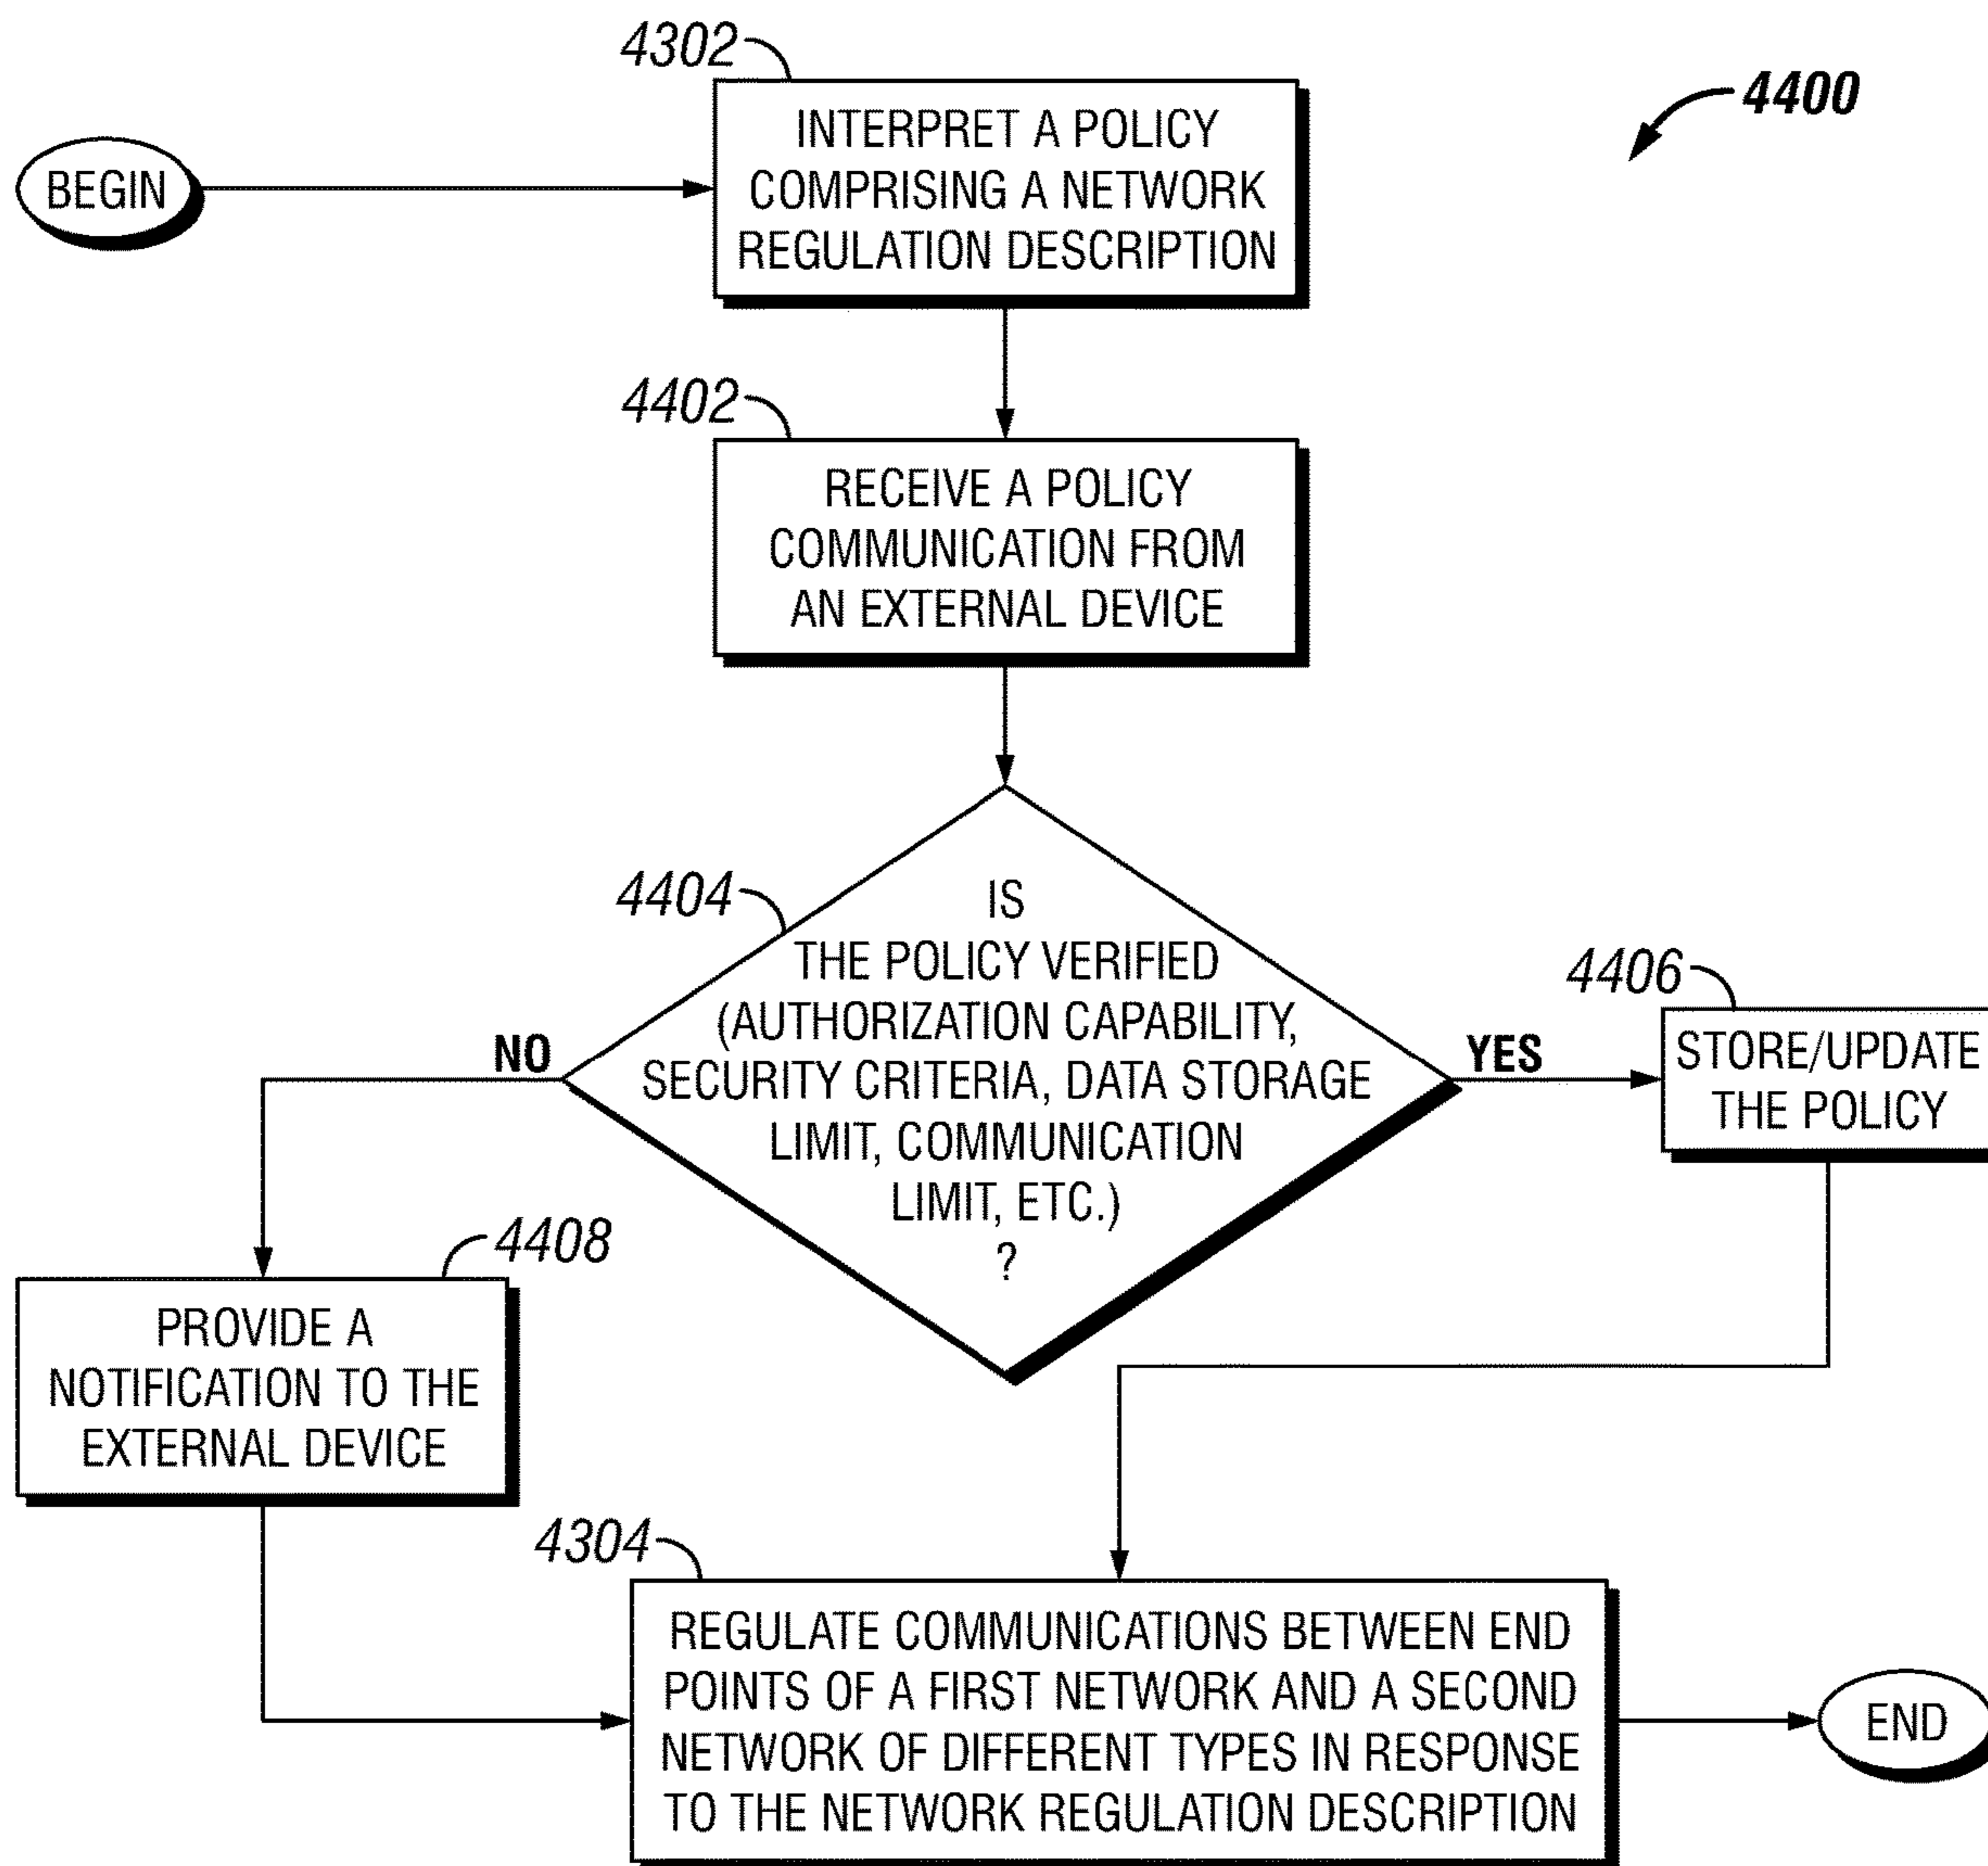 4302
4400
BEGIN
INTERPRET A POLICY
COMPRISING A NETWORK
REGULATION DESCRIPTION
4402
RECEIVE A POLICY
COMMUNICATION FROM
AN EXTERNAL DEVICE
4404
IS
THE POLICY VERIFIED
(AUTHORIZATION CAPABILITY,
SECURITY CRITERIA, DATA STORAGE
LIMIT, COMMUNICATION
LIMIT, ETC.)
?
NO
YES
4406
STORE/UPDATE
THE POLICY
4408
PROVIDE A
NOTIFICATION TO THE
EXTERNAL DEVICE
4304
REGULATE COMMUNICATIONS BETWEEN END
POINTS OF A FIRST NETWORK AND A SECOND
NETWORK OF DIFFERENT TYPES IN RESPONSE
TO THE NETWORK REGULATION DESCRIPTION
END